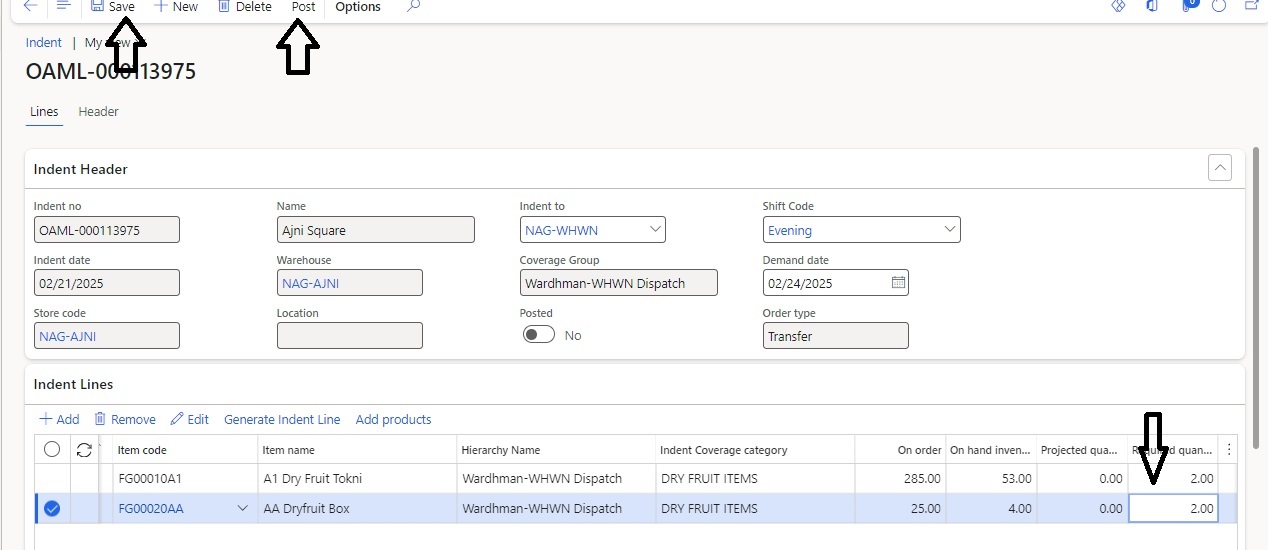 Save New Delete Post Options
Indent | My view
OAML-000113975
Lines Header
Indent Header
Indent no Name Indent to Shift Code
OAML-000113975 Ajni Square NAG-WHWN Evening
Indent date Warehouse Coverage Group Demand date
02/21/2025 NAG-AJNI Wardhman-WHWN Dispatch 02/24/2025
Store code Location Posted Order type
NAG-AJNI No Transfer
Indent Lines
Add Remove Edit Generate Indent Line Add products
Item code Item name Hierarchy Name Indent Coverage category On order On hand inven... Projected qua... Required quan...
FG00010A1 A1 Dry Fruit Tokni Wardhman-WHWN Dispatch DRY FRUIT ITEMS 285.00 53.00 0.00 2.00
FG00020AA AA Dryfruit Box Wardhman-WHWN Dispatch DRY FRUIT ITEMS 25.00 4.00 0.00 2.00